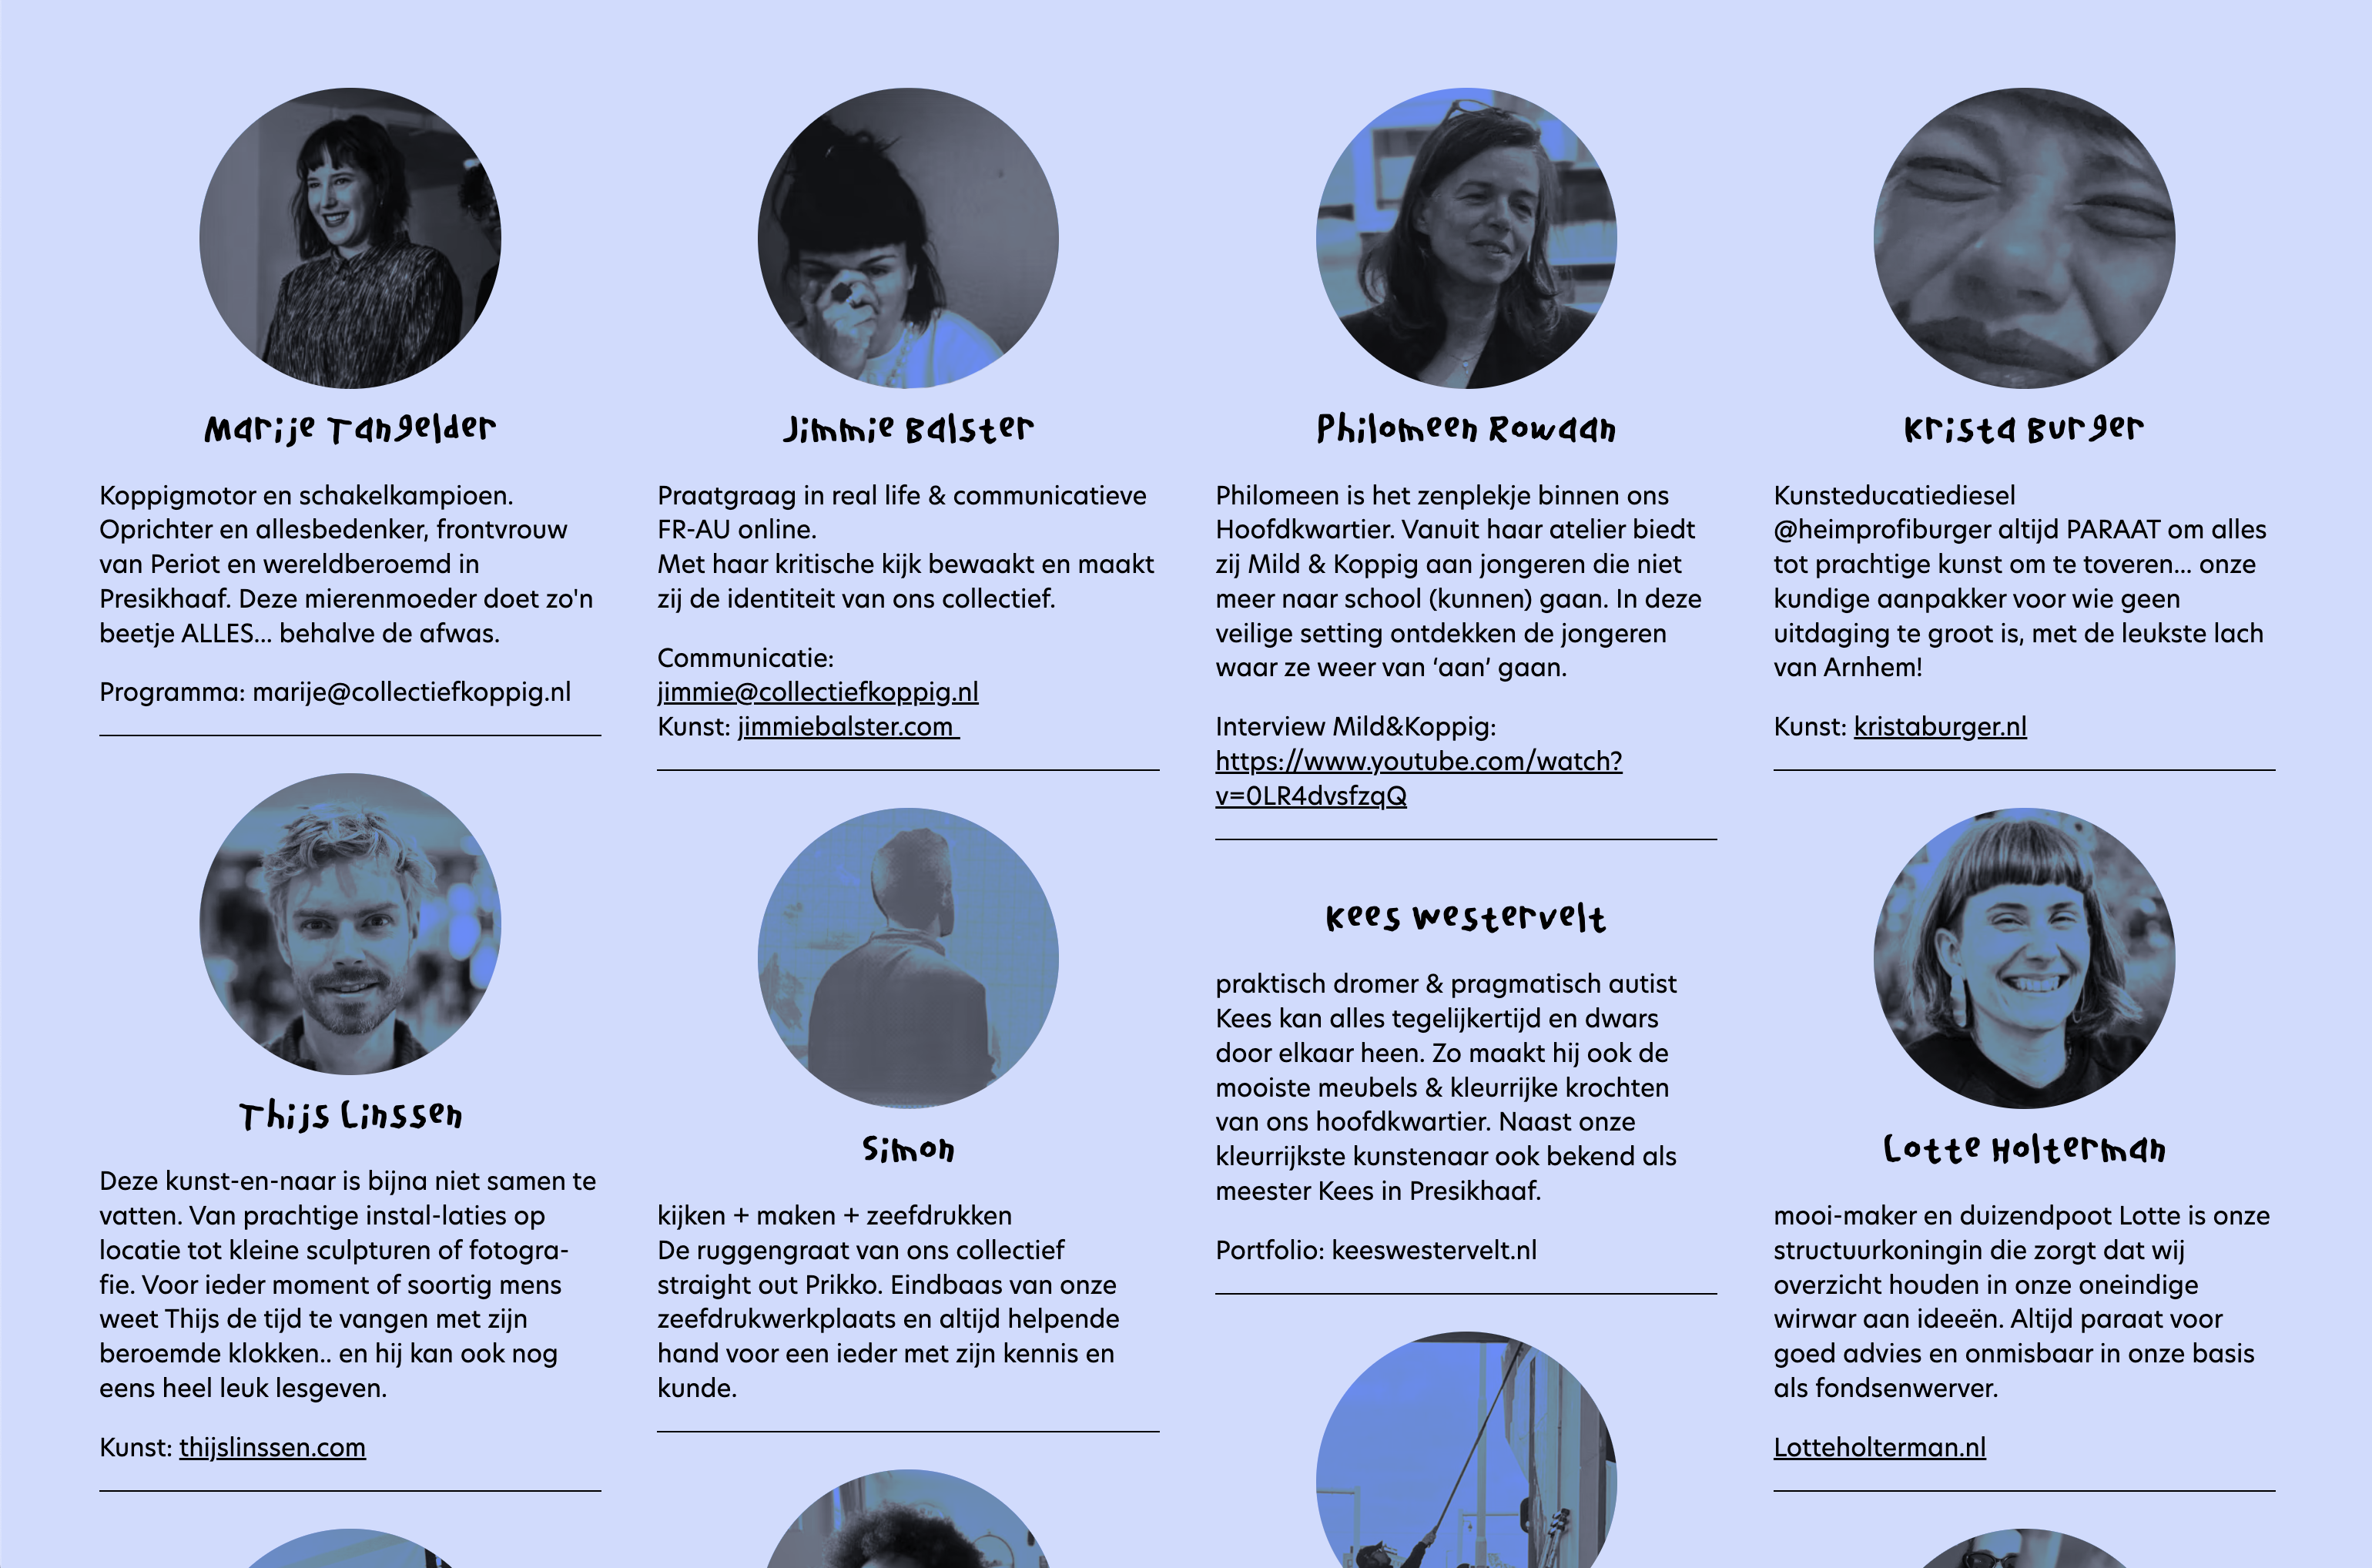 Marije Tangelder
Koppigmotor en schakelkampioen.
Oprichter en allesbedenker, frontvrouw
van Periot en wereldberoemd in
Presikhaaf. Deze mierenmoeder doet zo'n
beetje ALLES... behalve de afwas.
Programma: marije@collectiefkoppig.nl
Jimmie Balster
Praatgraag in real life & communicatieve
FR-AU online.
Met haar kritische kijk bewaakt en maakt
zij de identiteit van ons collectief.
Communicatie:
jimmie@collectiefkoppig.nl
Kunst: jimmiebalster.com
Philomeen Rowaan
Philomeen is het zenplekje binnen ons
Hoofdkwartier. Vanuit haar atelier biedt
zij Mild & Koppig aan jongeren die niet
meer naar school (kunnen) gaan. In deze
veilige setting ontdekken de jongeren
waar ze weer van ‘aan’ gaan.
Interview Mild&Koppig:
https://www.youtube.com/watch?
v=0LR4dvsfzqQ
Krista Burger
Kunsteducatiediesel
@heimprofiburger altijd PARAAT om alles
tot prachtige kunst om te toveren... onze
kundige aanpakker voor wie geen
uitdaging te groot is, met de leukste lach
van Arnhem!
Kunst: kristaburger.nl
Thijs Linssen
Deze kunst-en-naar is bijna niet samen te
vatten. Van prachtige instal-laties op
locatie tot kleine sculpturen of fotogra-
fie. Voor ieder moment of soortig mens
weet Thijs de tijd te vangen met zijn
beroemde klokken.. en hij kan ook nog
eens heel leuk lesgeven.
Kunst: thijslinssen.com
Simon
kijken + maken + zeefdrukken
De ruggengraat van ons collectief
straight out Prikko. Eindbaas van onze
zeefdrukwerkplaats en altijd helpende
hand voor een ieder met zijn kennis en
kunde.
Kees Westervelt
praktisch dromer & pragmatisch autist
Kees kan alles tegelijkertijd en dwars
door elkaar heen. Zo maakt hij ook de
mooiste meubels & kleurrijke krochten
van ons hoofdkwartier. Naast onze
kleurrijkste kunstenaar ook bekend als
meester Kees in Presikhaaf.
Portfolio: keeswestervelt.nl
Lotte Holterman
mooi-maker en duizendpoot Lotte is onze
structuurkoningin die zorgt dat wij
overzicht houden in onze oneindige
wirwar aan ideeën. Altijd paraat voor
goed advies en onmisbaar in onze basis
als fondsenwerver.
Lotteholterman.nl